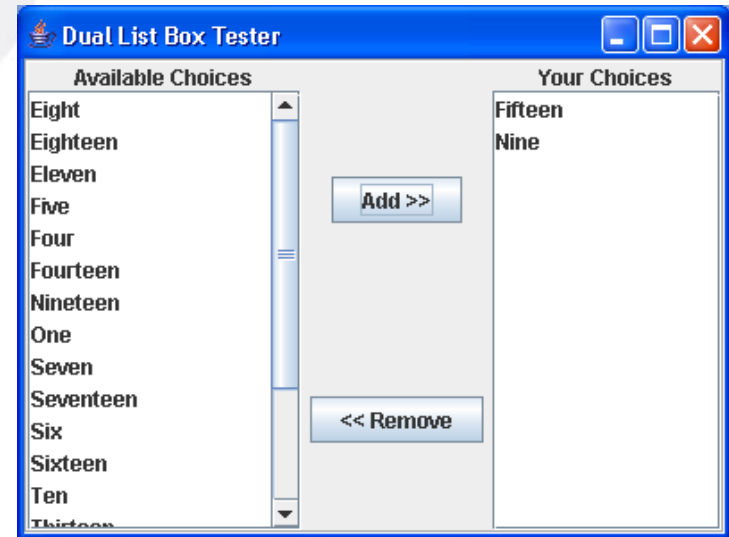 Dual List Box Tester
Available Choices
Eight
Eighteen
Eleven
Five
Four
Fourteen
Nineteen
One
Seven
Seventeen
Six
Sixteen
Ten
Thirteen
Add >>
<< Remove
Your Choices
Fifteen
Nine